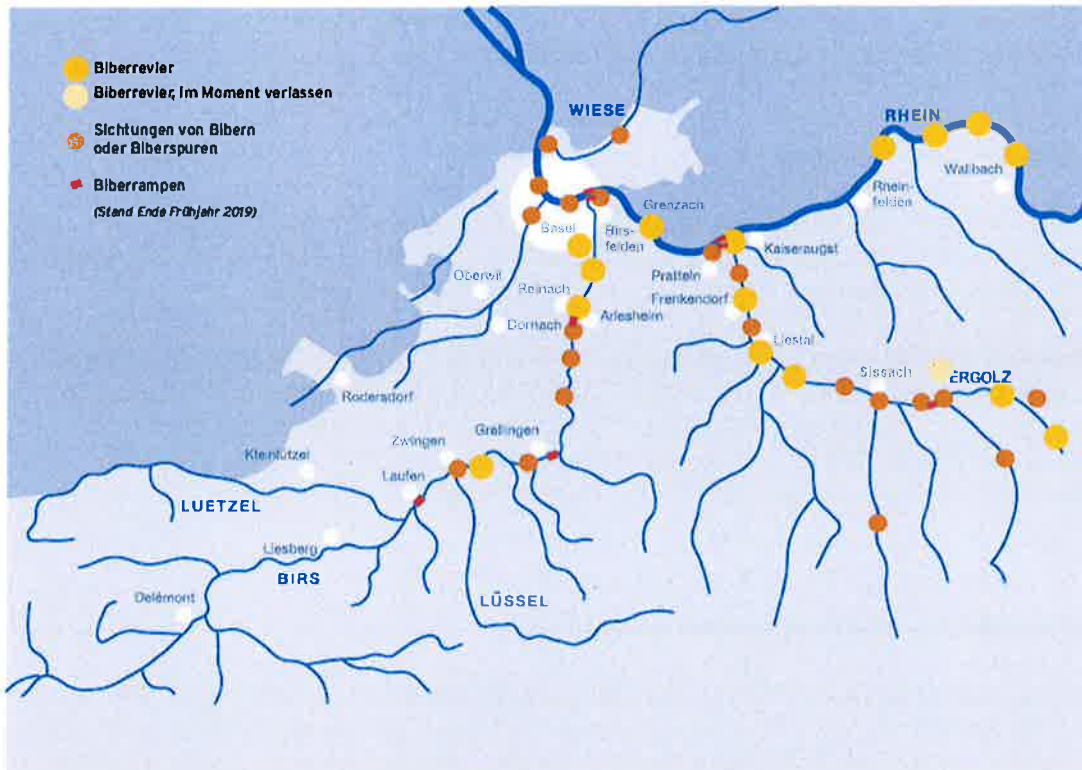 Biberrevier
Biberrevier, im Moment verlassen
Sichtungen von Bibern
oder Biberspuren
Biberrampen
(Stand Ende Frühjahr 2019)
WIESE
RHEIN
Wallbach
Rhein-
felden
Grenzach
Basel
Birs-
felden
Kaiseraugst
Pratteln
Oberwil
Reinach
Frenkendorf
Arlesheim
Dornach
Liestal
Sissach
ERGOLZ
Rodersdorf
Grellingen
Zwingen
Kleinlützel
Laufen
LUETZEL
Liesberg
BIRS
Delémont
LÜSSEL